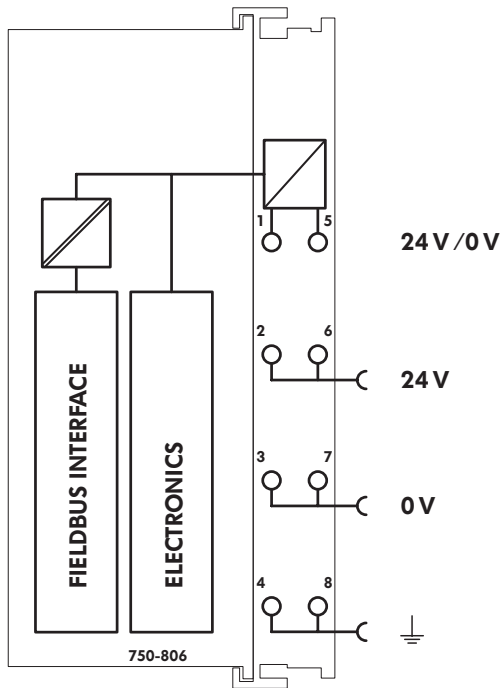 1 5
24 V /0 V
2 6
24 V
3 7
0 V
4 8
FIELDBUS INTERFACE
ELECTRONICS
750-806